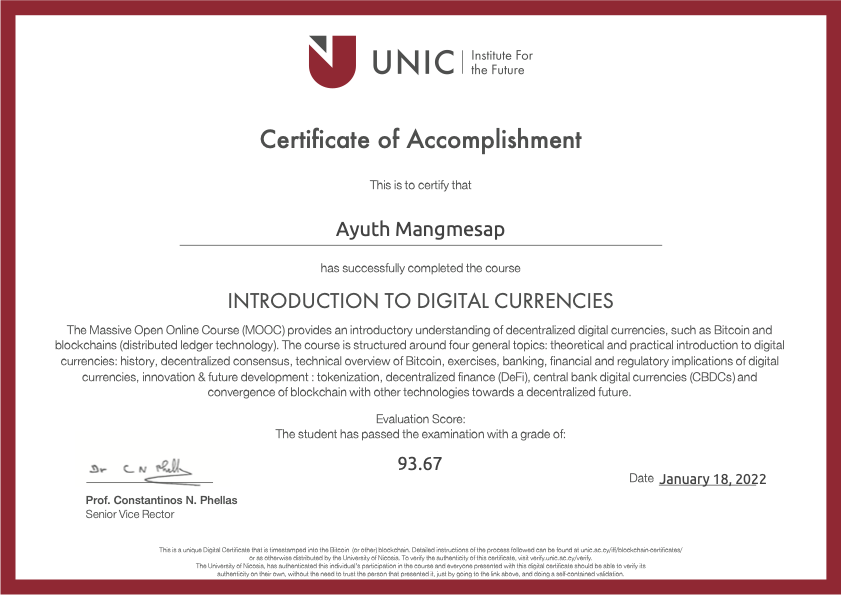 UNIC
Institute For
the Future
Certificate of Accomplishment
This is to certify that
Ayuth Mangmesap
has successfully completed the course
INTRODUCTION TO DIGITAL CURRENCIES
The Massive Open Online Course (MOOC) provides an introductory understanding of decentralized digital currencies, such as Bitcoin and
blockchains (distributed ledger technology). The course is structured around four general topics: theoretical and practical introduction to digital
currencies: history, decentralized consensus, technical overview of Bitcoin, exercises, banking, financial and regulatory implications of digital
currencies, innovation & future development : tokenization, decentralized finance (DeFi), central bank digital currencies (CBDCs) and
convergence of blockchain with other technologies towards a decentralized future.
Evaluation Score:
The student has passed the examination with a grade of:
93.67
Dr C N Phellas
Prof. Constantinos N. Phellas
Senior Vice Rector
Date January 18, 2022
This is a unique Digital Certificate that is timestamped into the Bitcoin (or other) blockchain. Detailed instructions of the process followed can be found at unic.ac.cy/iff/blockchain-certificates/
or as otherwise distributed by the University of Nicosia. To verify the authenticity of this certificate, visit verify.unic.ac.cy/verify.
The University of Nicosia, has authenticated this individual's participation in the course and everyone presented with this digital certificate should be able to verify its
authenticity on their own, without the need to trust the person that presented it, just by going to the link above, and doing a self-contained validation.